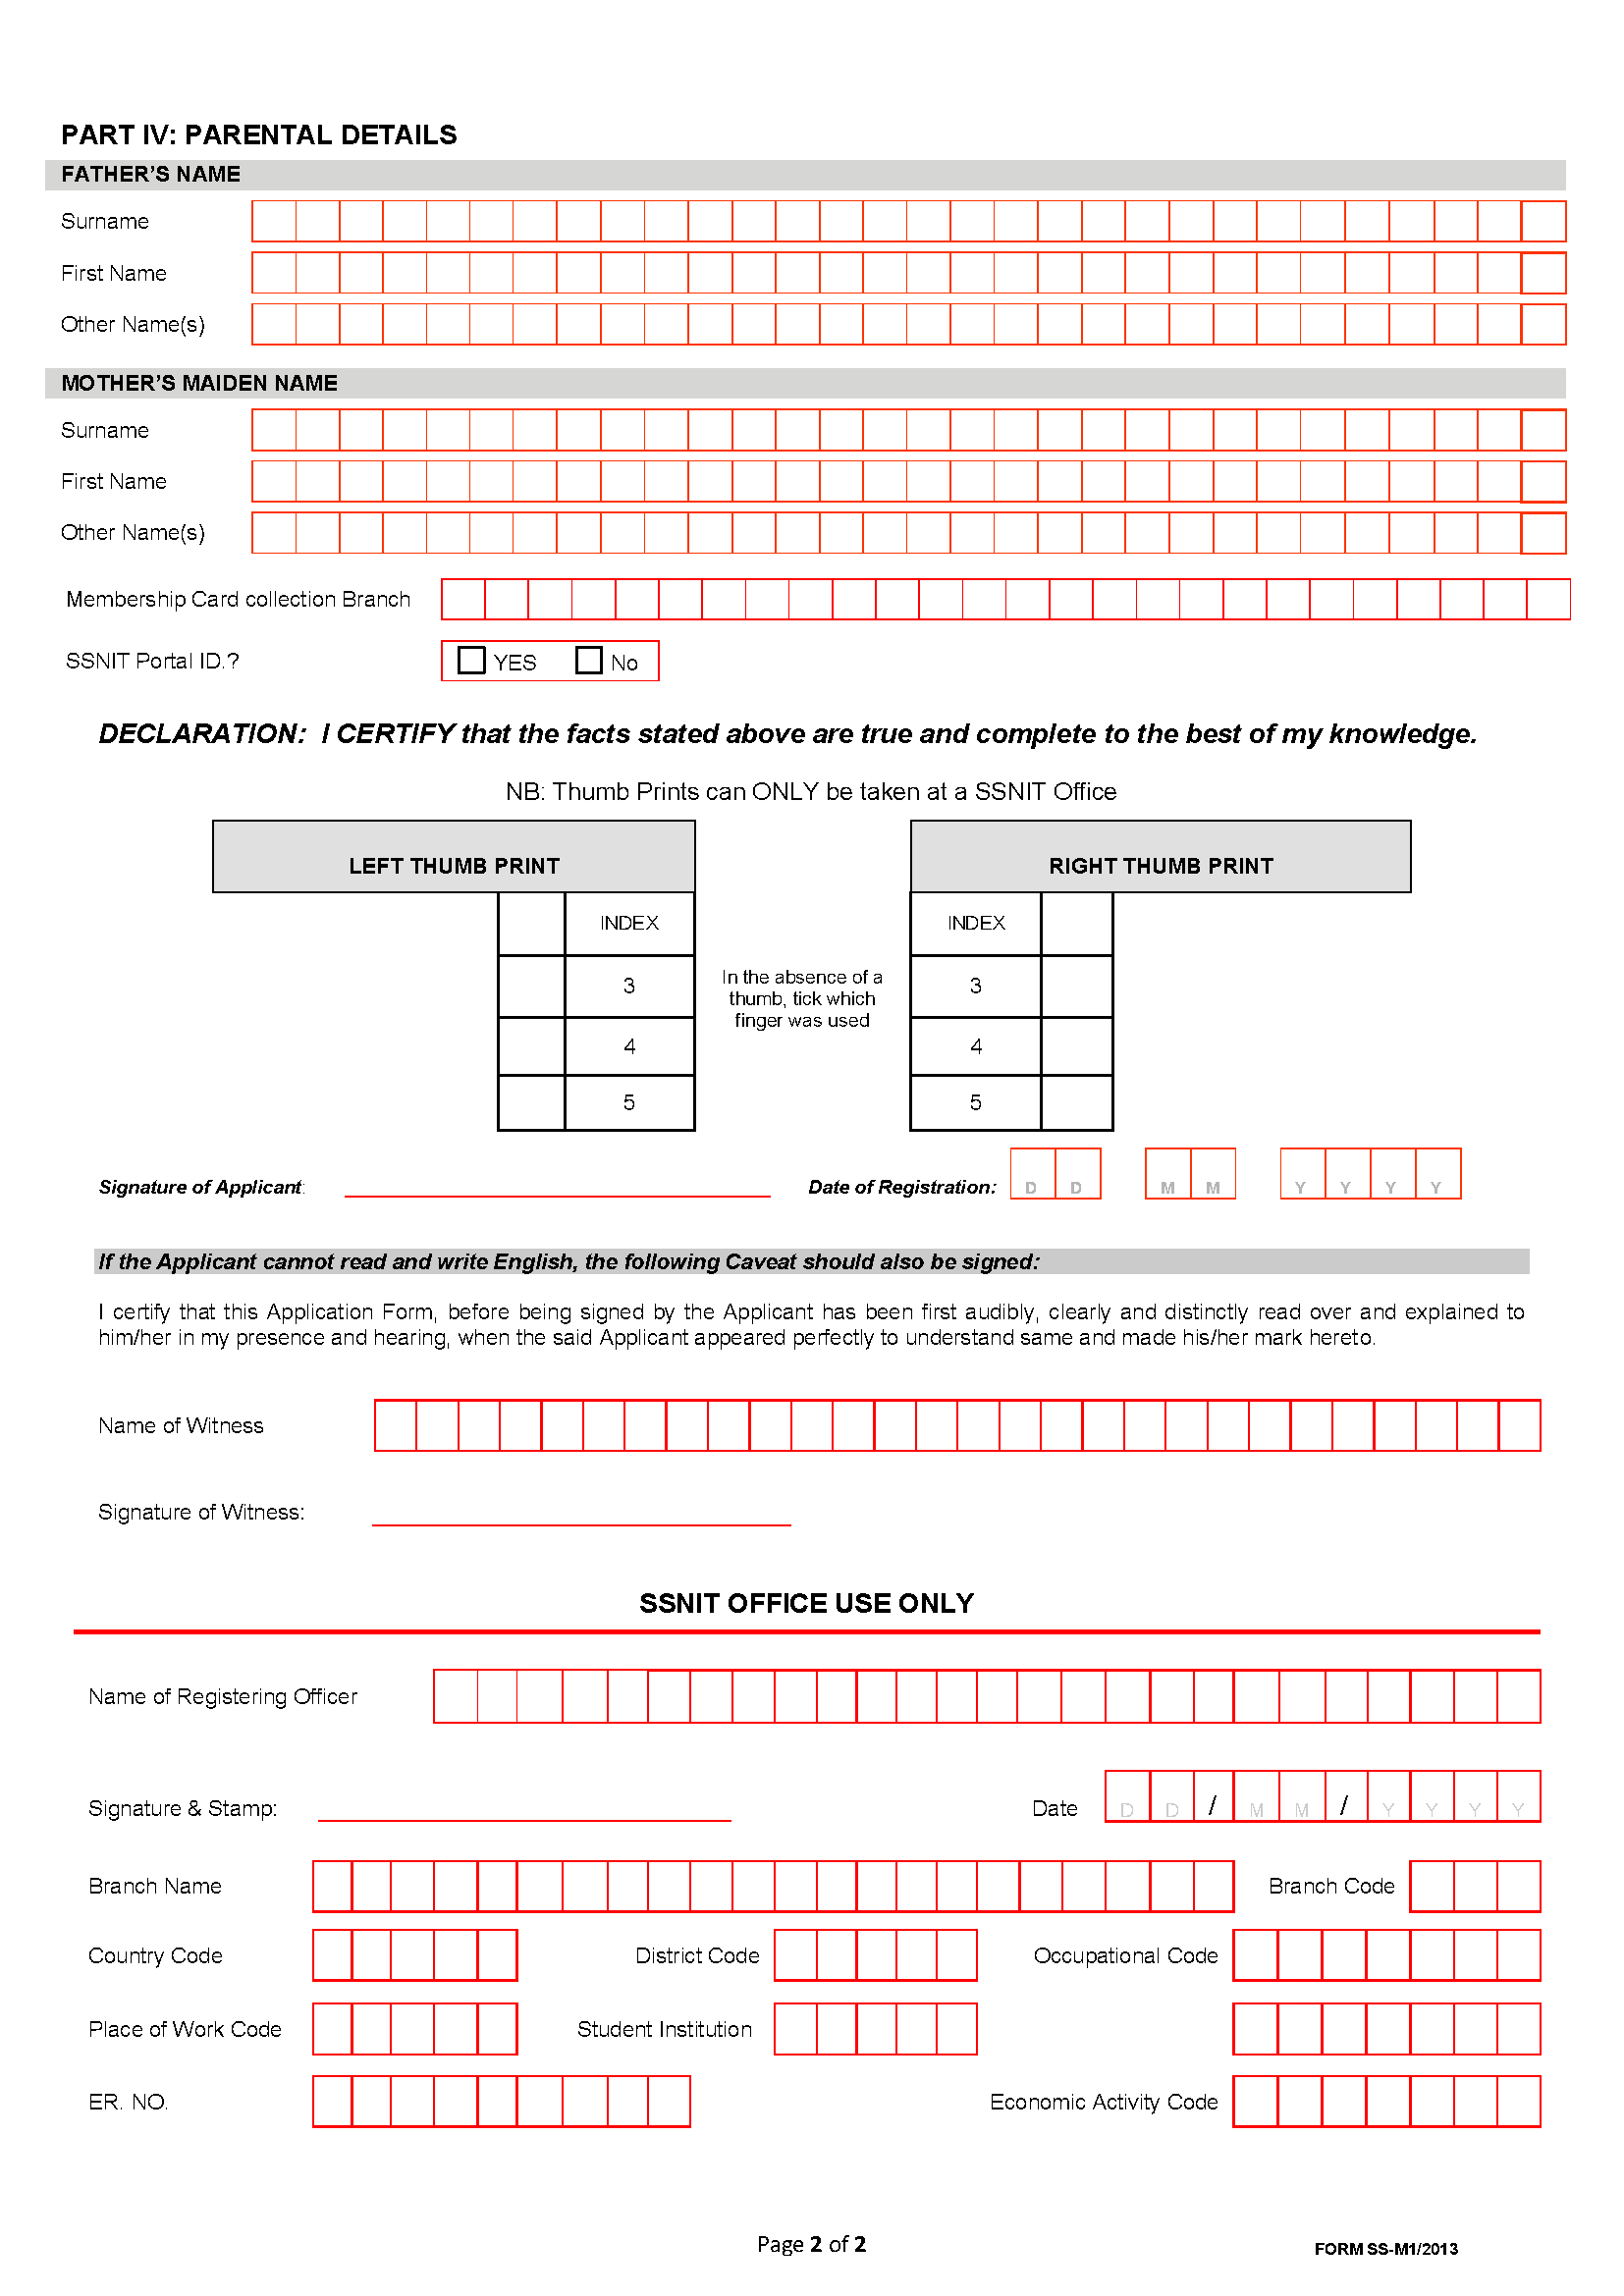 PART IV: PARENTAL DETAILS
FATHER’S NAME
Surname
First Name
Other Name(s)
MOTHER’S MAIDEN NAME
Surname
First Name
Other Name(s)
Membership Card collection Branch
SSNIT Portal ID.? YES No
DECLARATION: I CERTIFY that the facts stated above are true and complete to the best of my knowledge.
NB: Thumb Prints can ONLY be taken at a SSNIT Office
LEFT THUMB PRINT RIGHT THUMB PRINT
INDEX INDEX
3 3
In the absence of a
thumb, tick which
finger was used
4 4
5 5
Signature of Applicant: Date of Registration: D D M M Y Y Y Y
If the Applicant cannot read and write English, the following Caveat should also be signed:
I certify that this Application Form, before being signed by the Applicant has been first audibly, clearly and distinctly read over and explained to
him/her in my presence and hearing, when the said Applicant appeared perfectly to understand same and made his/her mark hereto.
Name of Witness
Signature of Witness:
SSNIT OFFICE USE ONLY
Name of Registering Officer
Signature & Stamp: Date D D / M M / Y Y Y Y
Branch Name Branch Code
Country Code District Code Occupational Code
Place of Work Code Student Institution
ER. NO. Economic Activity Code
Page 2 of 2 FORM SS-M1/2013